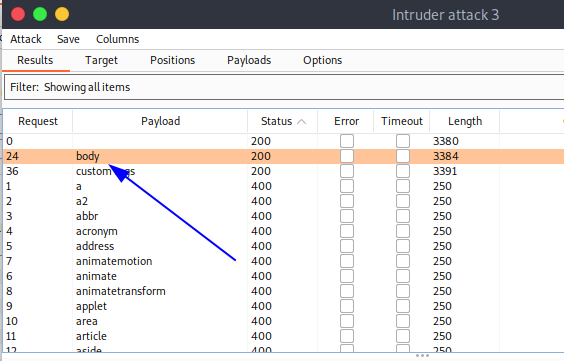 Intruder attack 3
Attack Save Columns
Results Target Positions Payloads Options
Filter: Showing all items
Request Payload Status Error Timeout Length
0 200 3380
24 body 200 3384
36 custom gs 200 3391
1 a 400 250
2 a2 400 250
3 abbr 400 250
4 acronym 400 250
5 address 400 250
7 animatemotion 400 250
6 animate 400 250
8 animatetransform 400 250
9 applet 400 250
10 area 400 250
11 article 400 250
12 aside 400 250